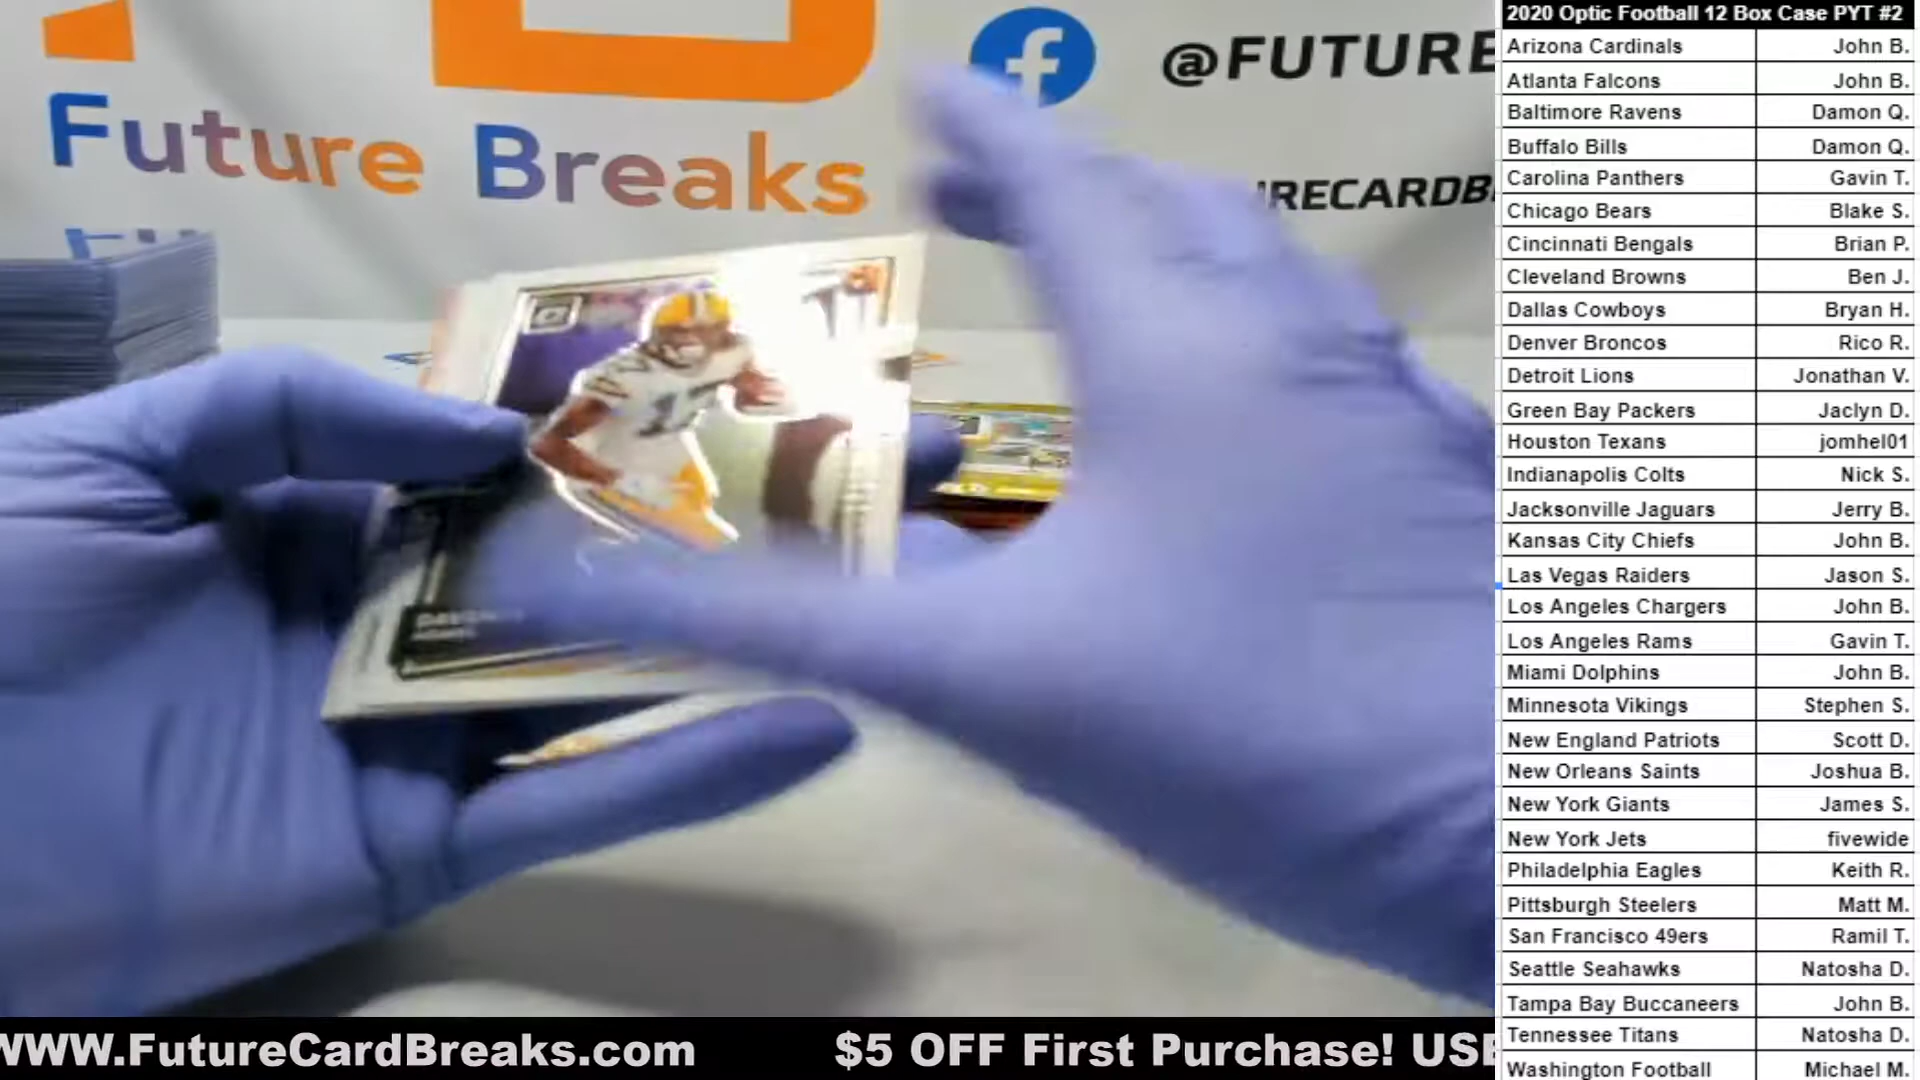 Future Breaks
@FUTURE
URECARDB
17
2020 Optic Football 12 Box Case PYT #2
Arizona Cardinals John B.
Atlanta Falcons John B.
Baltimore Ravens Damon Q.
Buffalo Bills Damon Q.
Carolina Panthers Gavin T.
Chicago Bears Blake S.
Cincinnati Bengals Brian P.
Cleveland Browns Ben J.
Dallas Cowboys Bryan H.
Denver Broncos Rico R.
Detroit Lions Jonathan V.
Green Bay Packers Jaclyn D.
Houston Texans jomhel01
Indianapolis Colts Nick S.
Jacksonville Jaguars Jerry B.
Kansas City Chiefs John B.
Las Vegas Raiders Jason S.
Los Angeles Chargers John B.
Los Angeles Rams Gavin T.
Miami Dolphins John B.
Minnesota Vikings Stephen S.
New England Patriots Scott D.
New Orleans Saints Joshua B.
New York Giants James S.
New York Jets fivewide
Philadelphia Eagles Keith R.
Pittsburgh Steelers Matt M.
San Francisco 49ers Ramil T.
Seattle Seahawks Natosha D.
Tampa Bay Buccaneers John B.
Tennessee Titans Natosha D.
Washington Football Michael M.
WWW.FutureCardBreaks.com $5 OFF First Purchase! USE